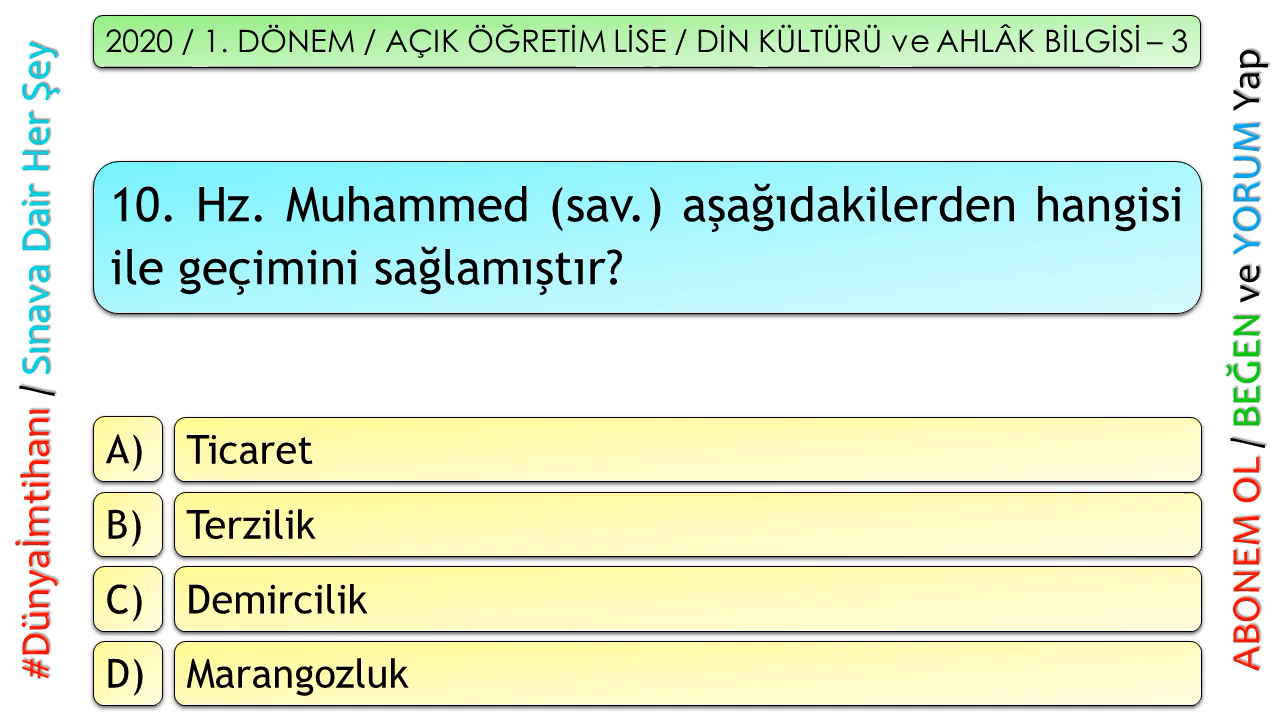 2020 / 1. DÖNEM / AÇIK ÖĞRETİM LİSE / DİN KÜLTÜRÜ ve AHLÂK BİLGİSİ – 3
#Dünyaİmtihanı / Sınava Dair Her Şey
10. Hz. Muhammed (sav.) aşağıdakilerden hangisi
ile geçimini sağlamıştır?
A) Ticaret
B) Terzilik
C) Demircilik
D) Marangozluk
ABONEM OL / BEĞEN ve YORUM Yap